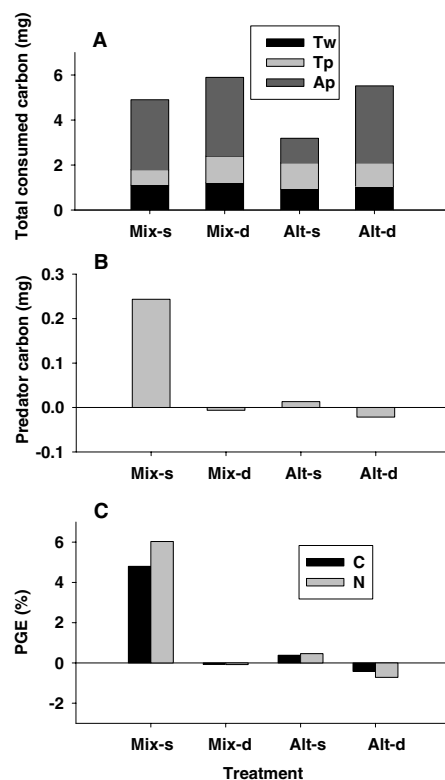 A
Tw
Tp
Ap
Total consumed carbon (mg)
6
4
2
0
Mix-s Mix-d Alt-s Alt-d
B
Predator carbon (mg)
0.3
0.2
0.1
0.0
-0.1
Mix-s Mix-d Alt-s Alt-d
C
C
N
PGE (%)
6
4
2
0
-2
Mix-s Mix-d Alt-s Alt-d
Treatment